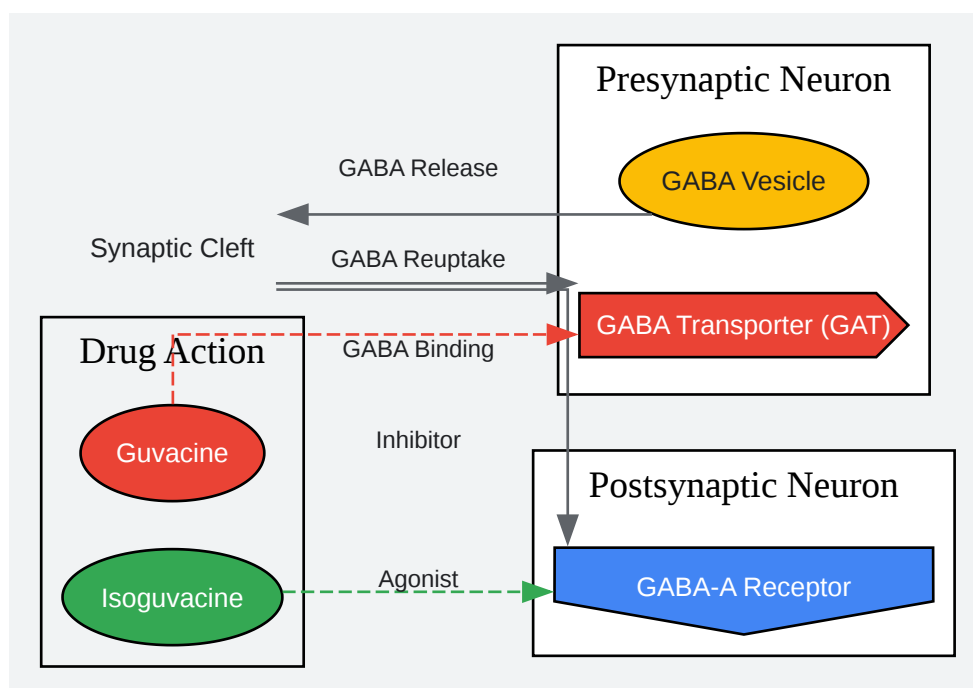 Presynaptic Neuron
GABA Release
GABA Vesicle
Synaptic Cleft
GABA Reuptake
GABA Transporter (GAT)
Drug Action
GABA Binding
Guvacine
Inhibitor
Postsynaptic Neuron
Isoguvacine
Agonist
GABA-A Receptor